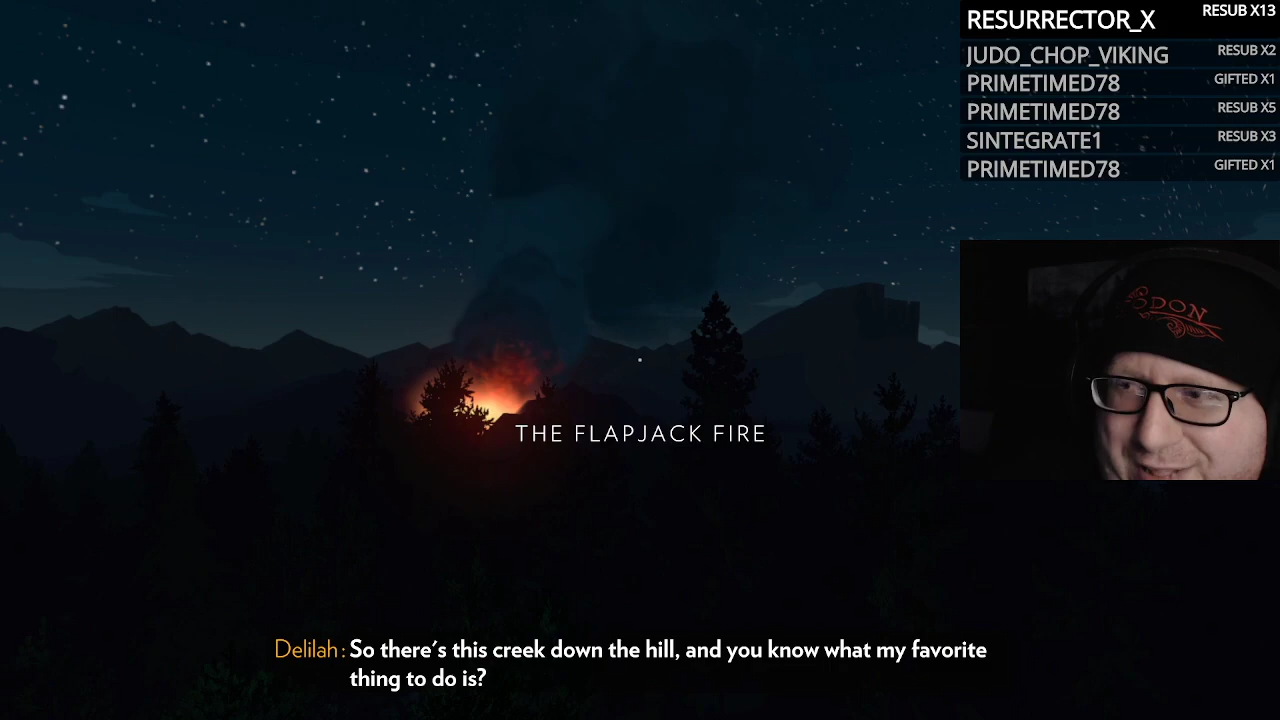 RESURRECTOR_X RESUB X13
JUDO_CHOP_VIKING RESUB X2
PRIMETIMED78 GIFTED X1
PRIMETIMED78 RESUB X5
SINTEGRATE1 RESUB X3
PRIMETIMED78 GIFTED X1
ODON
THE FLAPJACK FIRE
Delilah: So there's this creek down the hill, and you know what my favorite
thing to do is?